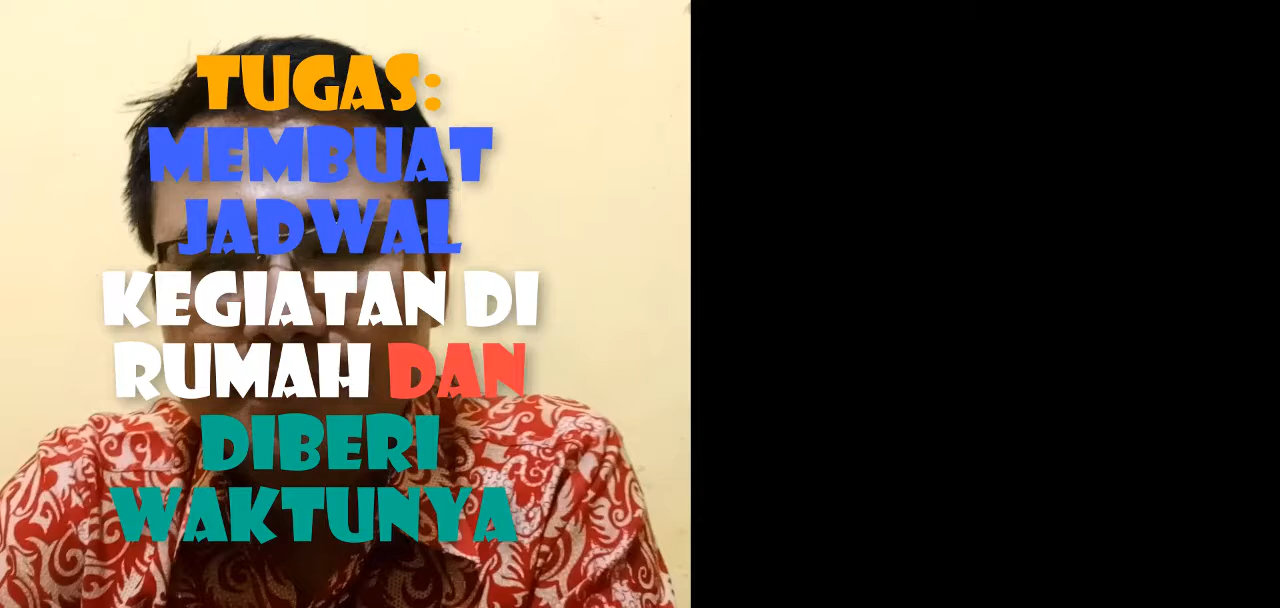 TUGAS:
MEMBUAT
JADWAL
KEGIATAN DI
RUMAH DAN
DIBERI
WAKTUNYA